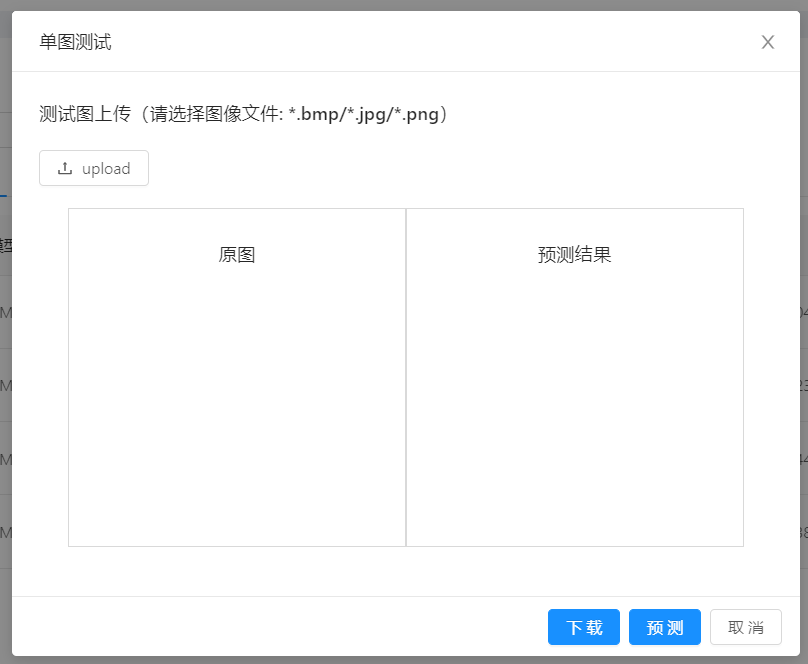 单图测试
测试图上传（请选择图像文件: *.bmp/*.jpg/*.png）
upload
原图
预测结果
下 载
预 测
取 消